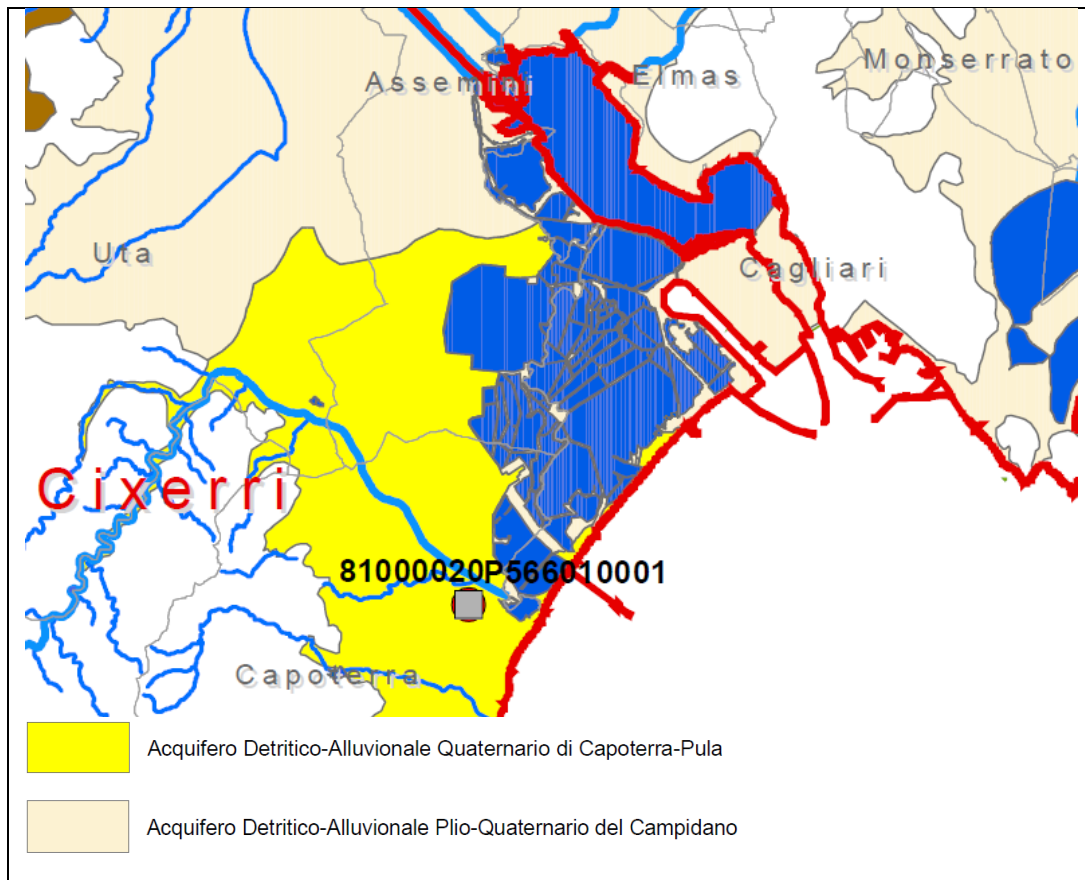 Monserrato
Assemini
Elmas
Uta
Cagliari
Cixerri
81000020P566010001
Capoterra
Acquifero Detritico-Alluvionale Quaternario di Capoterra-Pula
Acquifero Detritico-Alluvionale Plio-Quaternario del Campidano